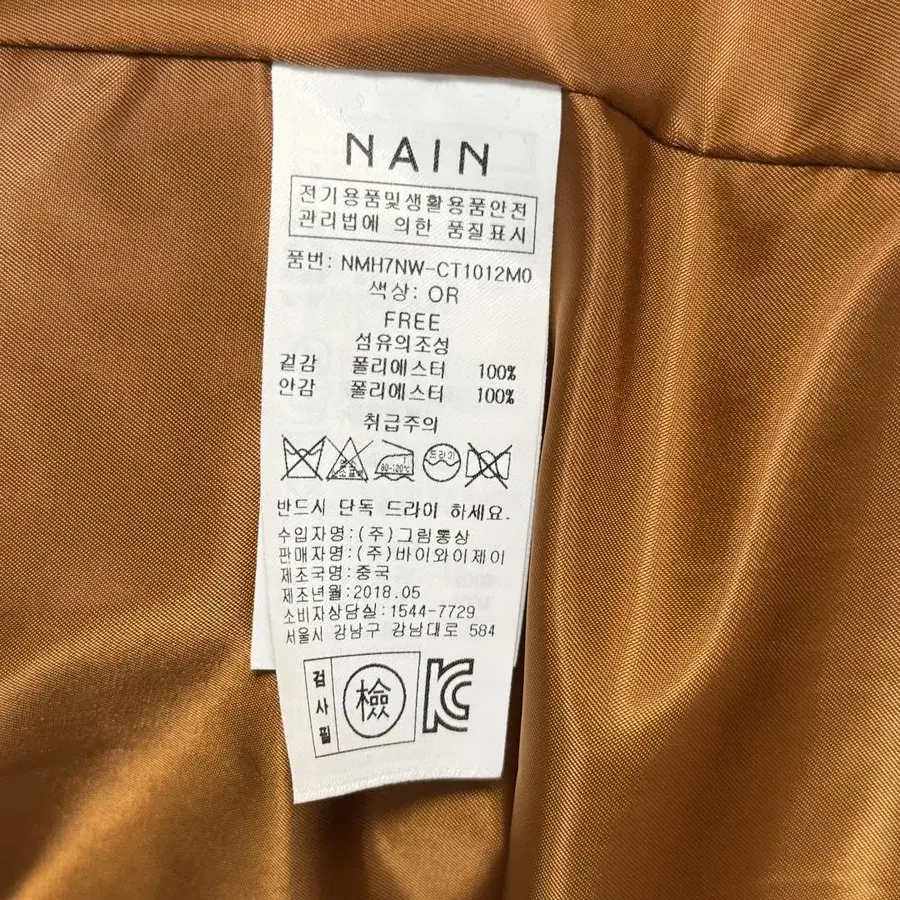 NAIN
전기용품및생활용품안전
관리법에 의한 품질표시
품번: NMH7NW-CT1012M0
색상: OR
FREE
섬유의조성
겉감 폴리에스터 100%
안감 폴리에스터 100%
취급주의
80-120℃ 드라이
반드시 단독 드라이 하세요.
수입자명:(주)그림통상
판매자명:(주)바이와이제이
제조국명:중국
제조년월:2018.05
소비자상담실:1544-7729
서울시 강남구 강남대로 584
검사필 檢 KC